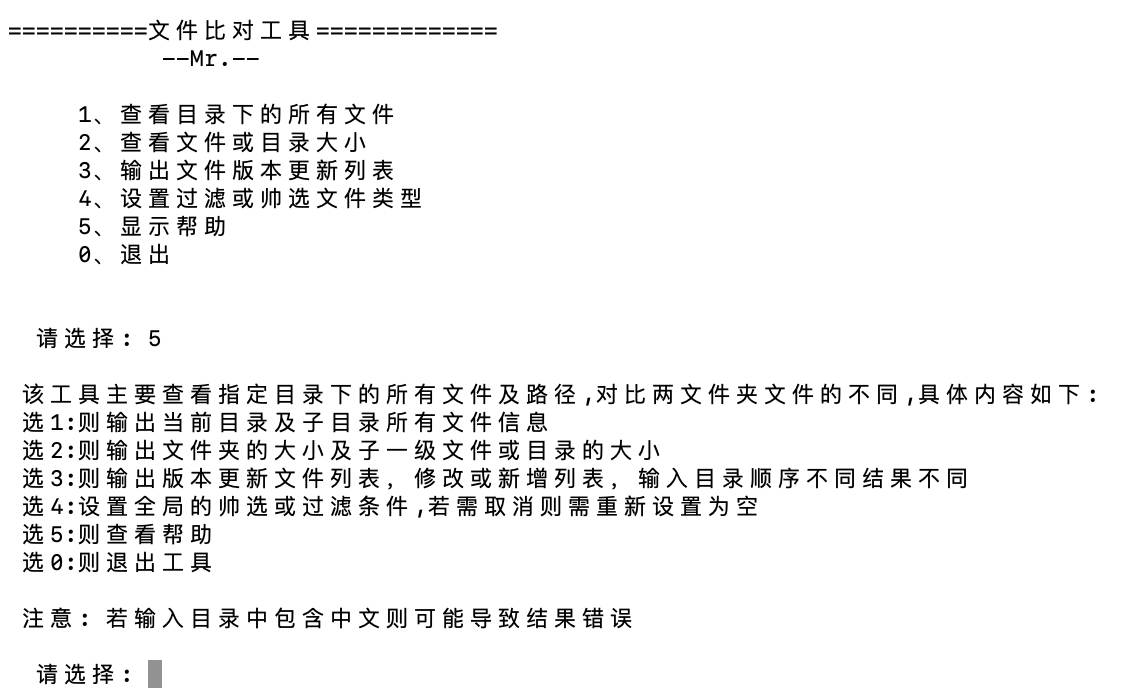 ==========文件比对工具=============
--Mr.--
1、查看目录下的所有文件
2、查看文件或目录大小
3、输出文件版本更新列表
4、设置过滤或帅选文件类型
5、显示帮助
0、退出
请选择: 5
该工具主要查看指定目录下的所有文件及路径,对比两文件夹文件的不同,具体内容如下:
选1:则输出当前目录及子目录所有文件信息
选2:则输出文件夹的大小及子一级文件或目录的大小
选3:则输出版本更新文件列表, 修改或新增列表, 输入目录顺序不同结果不同
选4:设置全局的帅选或过滤条件,若需取消则需重新设置为空
选5:则查看帮助
选0:则退出工具
注意: 若输入目录中包含中文则可能导致结果错误
请选择: